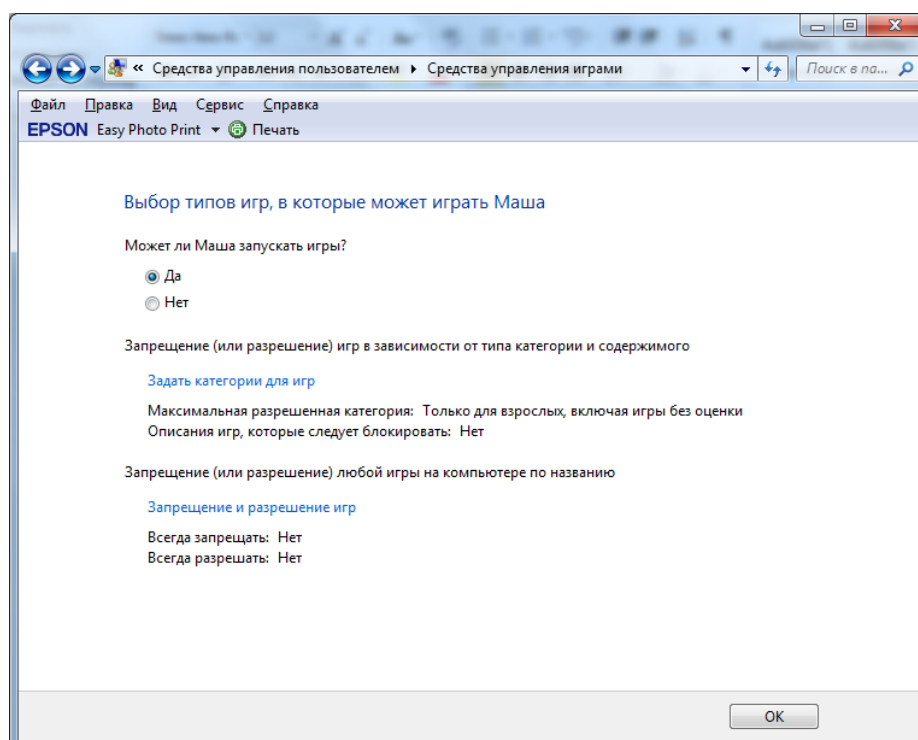 « Средства управления пользователем ▸ Средства управления играми
Поиск в па...
Файл Правка Вид Сервис Справка
EPSON Easy Photo Print Печать
Выбор типов игр, в которые может играть Маша
Может ли Маша запускать игры?
Да
Нет
Запрещение (или разрешение) игр в зависимости от типа категории и содержимого
Задать категории для игр
Максимальная разрешенная категория: Только для взрослых, включая игры без оценки
Описания игр, которые следует блокировать: Нет
Запрещение (или разрешение) любой игры на компьютере по названию
Запрещение и разрешение игр
Всегда запрещать: Нет
Всегда разрешать: Нет
OK